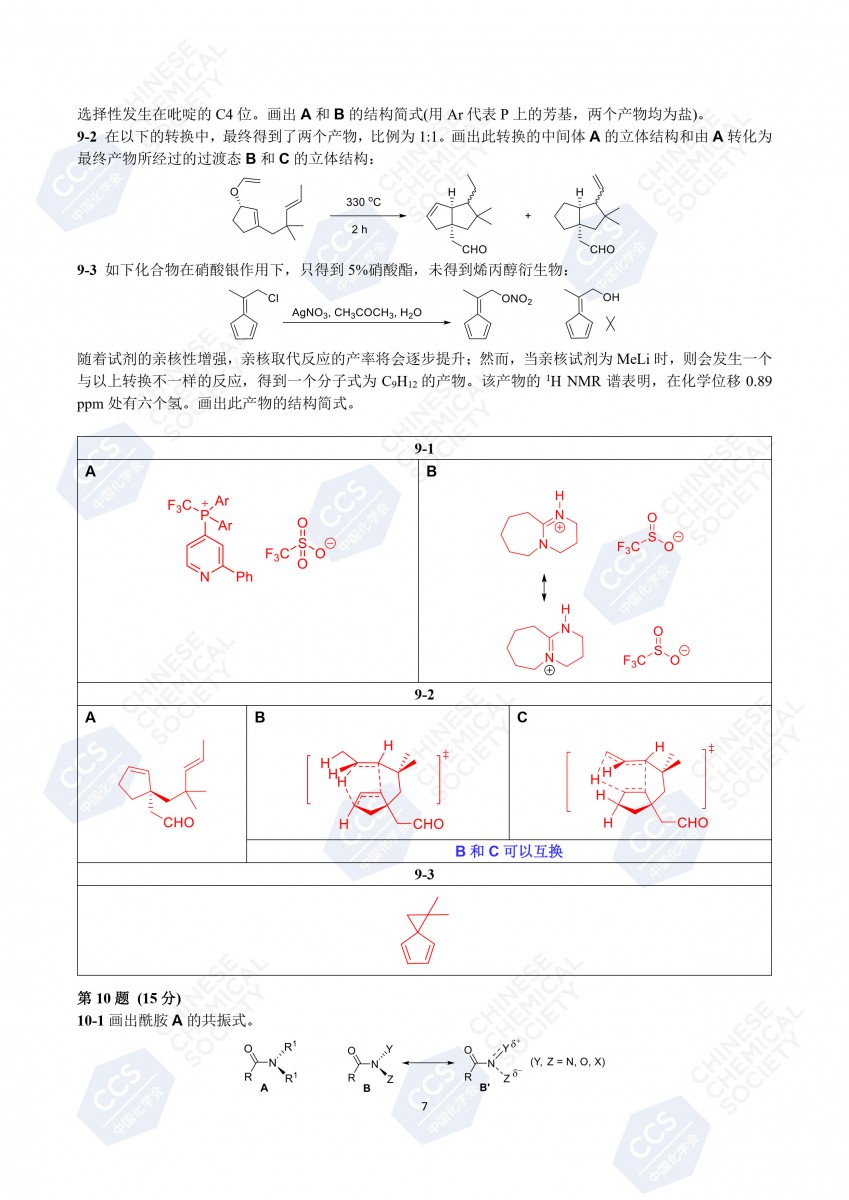 选择性发生在吡啶的 C4 位。画出 A 和 B 的结构简式(用 Ar 代表 P 上的芳基，两个产物均为盐)。
9-2 在以下的转换中，最终得到了两个产物，比例为 1:1。画出此转换的中间体 A 的立体结构和由 A 转化为
最终产物所经过的过渡态 B 和 C 的立体结构：
O
330 ⁰C
2 h
H
CHO
+
H
CHO
9-3 如下化合物在硝酸银作用下，只得到 5%硝酸酯，未得到烯丙醇衍生物：
Cl
AgNO₃, CH₃COCH₃, H₂O
ONO₂
OH
随着试剂的亲核性增强，亲核取代反应的产率将会逐步提升；然而，当亲核试剂为 MeLi 时，则会发生一个
与以上转换不一样的反应，得到一个分子式为 C₉H₁₂ 的产物。该产物的 ¹H NMR 谱表明，在化学位移 0.89
ppm 处有六个氢。画出此产物的结构简式。
9-1
A
B
F₃C P⁺ Ar
Ar
N Ph
F₃C S O O O ⊖
H
N ⊕
N
F₃C S O O ⊖
H
N
N ⊕
F₃C S O O ⊖
9-2
A
B
C
CHO
H H H H
H
CHO
‡
H H H
H
H
CHO
‡
B 和 C 可以互换
9-3
第 10 题 (15 分)
10-1 画出酰胺 A 的共振式。
O R N R¹ R¹
A
O R N Y Z
B
O R N Y δ⁺ Z δ⁻
B'
(Y, Z = N, O, X)
7
CCS
中国化学会
CHINESE
CHEMICAL
SOCIETY